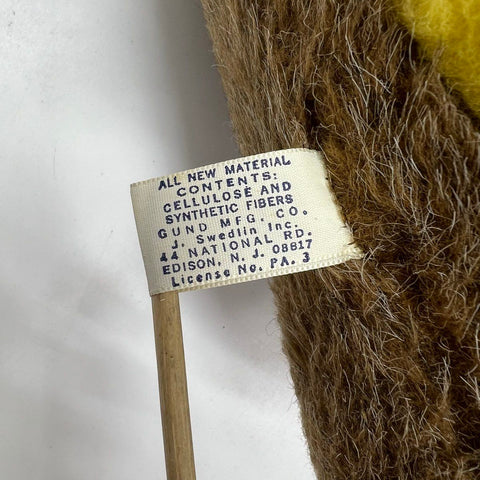 ALL NEW MATERIAL
CONTENTS:
CELLULOSE AND
SYNTHETIC FIBERS
GUND MFG. CO.
J. Swedlin Inc.
44 NATIONAL RD.
EDISON, N. J. 08817
License No. PA. 3